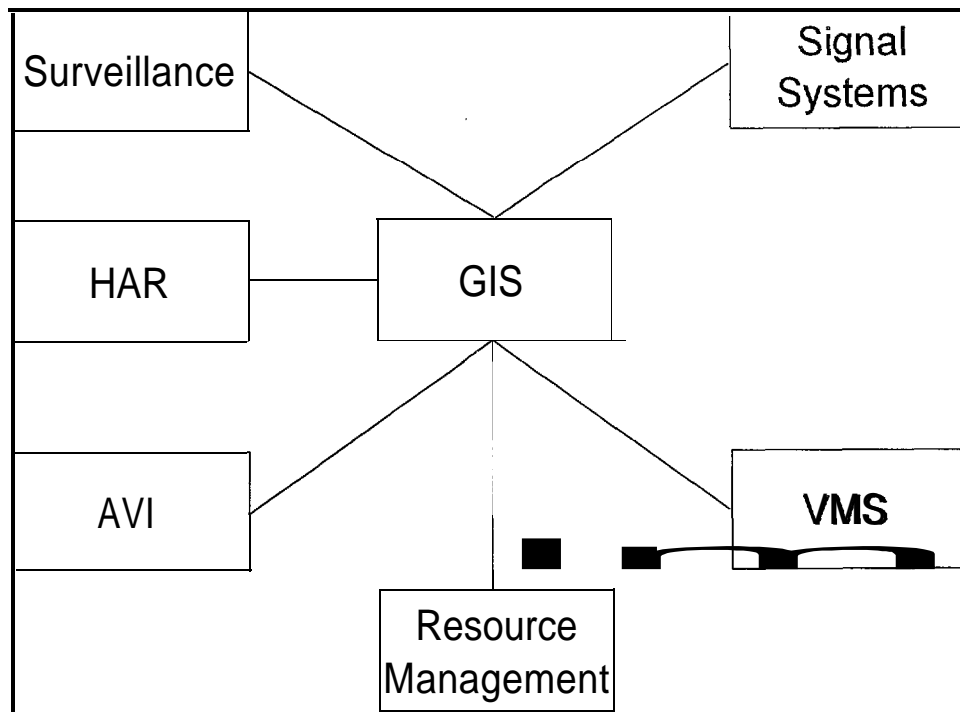 Surveillance
Signal
Systems
HAR
GIS
AVI
VMS
Resource
Management